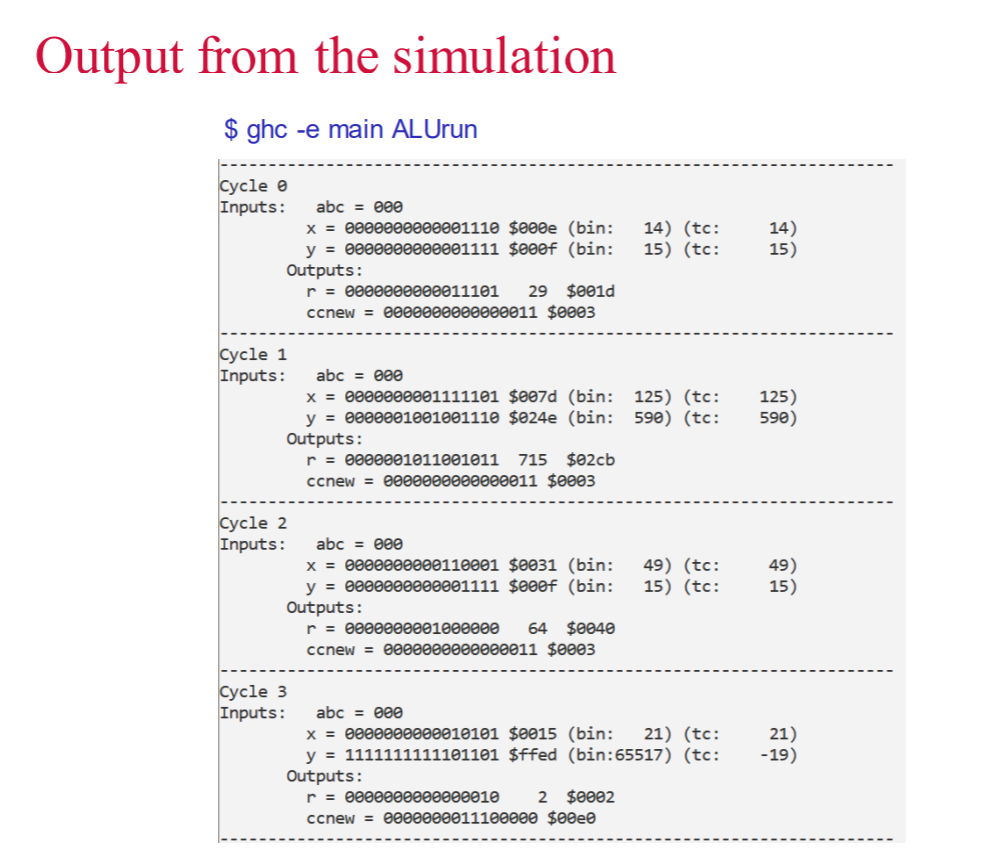 Output from the simulation
$ ghc -e main ALUrun
--------------------------------------------------------------------------
Cycle 0
Inputs:   abc = 000
         x = 0000000000001110 $000e (bin:   14) (tc:     14)
         y = 0000000000001111 $000f (bin:   15) (tc:     15)
       Outputs:
         r = 0000000000011101   29  $001d
         ccnew = 0000000000000011 $0003
--------------------------------------------------------------------------
Cycle 1
Inputs:   abc = 000
         x = 0000000001111101 $007d (bin:  125) (tc:    125)
         y = 0000001001001110 $024e (bin:  590) (tc:    590)
       Outputs:
         r = 0000001011001011  715  $02cb
         ccnew = 0000000000000011 $0003
--------------------------------------------------------------------------
Cycle 2
Inputs:   abc = 000
         x = 0000000000110001 $0031 (bin:   49) (tc:     49)
         y = 0000000000001111 $000f (bin:   15) (tc:     15)
       Outputs:
         r = 0000000001000000   64  $0040
         ccnew = 0000000000000011 $0003
--------------------------------------------------------------------------
Cycle 3
Inputs:   abc = 000
         x = 0000000000010101 $0015 (bin:   21) (tc:     21)
         y = 1111111111101101 $ffed (bin:65517) (tc:    -19)
       Outputs:
         r = 0000000000000010    2  $0002
         ccnew = 0000000011100000 $00e0
--------------------------------------------------------------------------